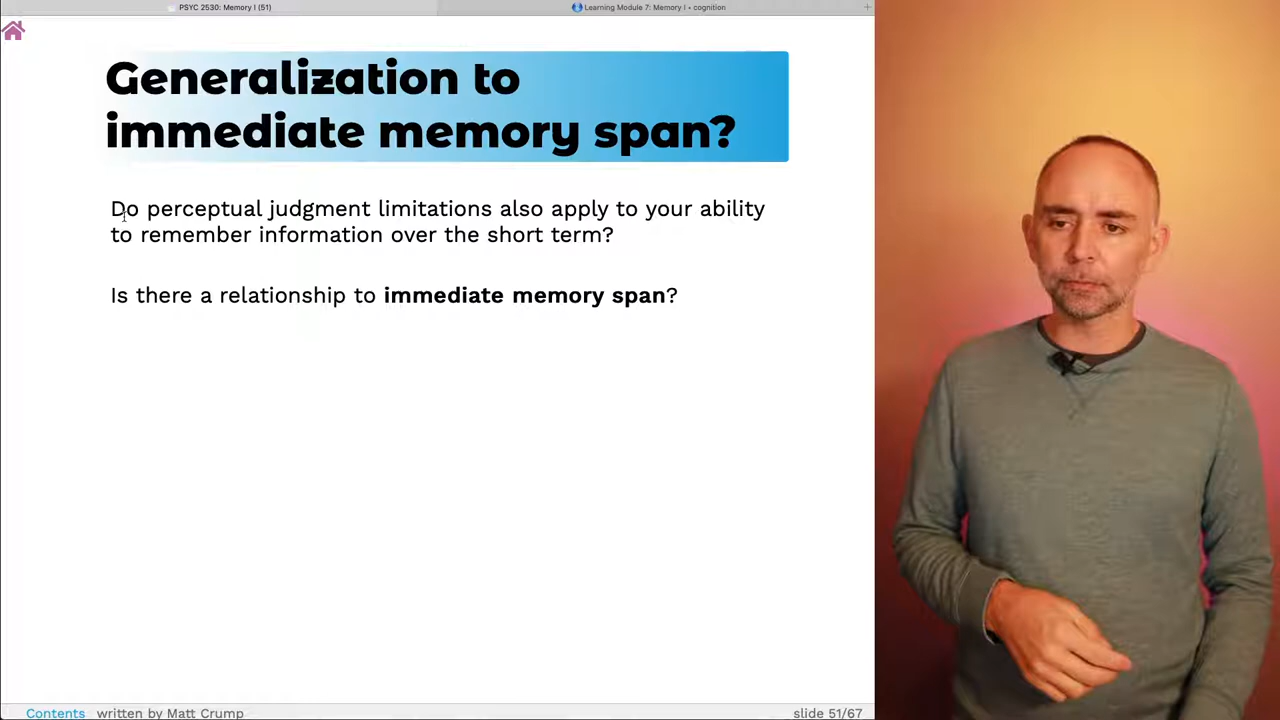 PSYC 2530: Memory I (51)
Learning Module 7: Memory I • cognition
Generalization to
immediate memory span?
Do perceptual judgment limitations also apply to your ability
to remember information over the short term?
Is there a relationship to immediate memory span?
Contents written by Matt Crump
slide 51/67